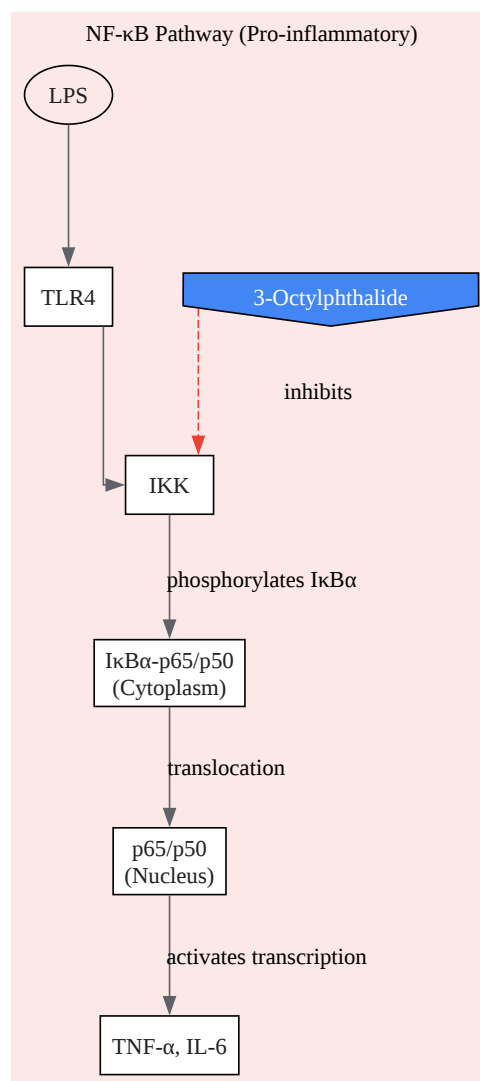 NF-κB Pathway (Pro-inflammatory)
LPS
TLR4
3-Octylphthalide
inhibits
IKK
phosphorylates IκBα
IκBα-p65/p50
(Cytoplasm)
translocation
p65/p50
(Nucleus)
activates transcription
TNF-α, IL-6